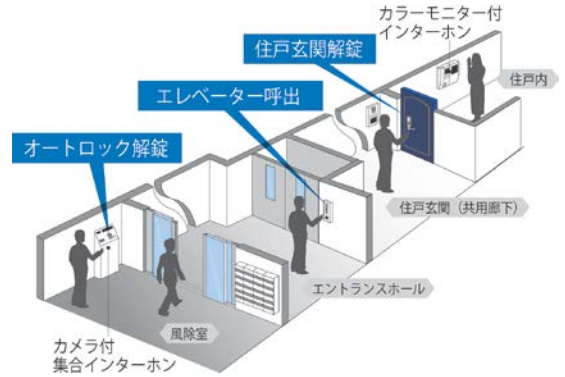 カラーモニター付
インターホン
住戸玄関解錠
住戸内
エレベーター呼出
オートロック解錠
住戸玄関（共用廊下）
エントランスホール
風除室
カメラ付
集合インターホン